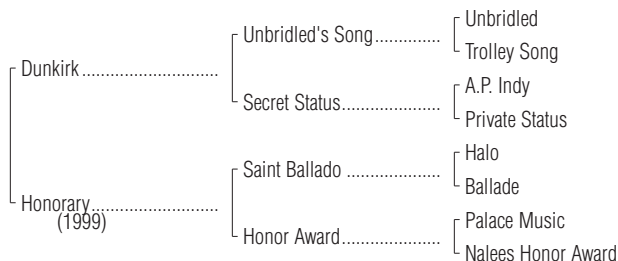 Unbridled
Unbridled's Song..............
Trolley Song
Dunkirk.............................
A.P. Indy
Secret Status.....................
Private Status
Halo
Saint Ballado ....................
Ballade
Honorary...........................
(1999)
Palace Music
Honor Award.....................
Nalees Honor Award